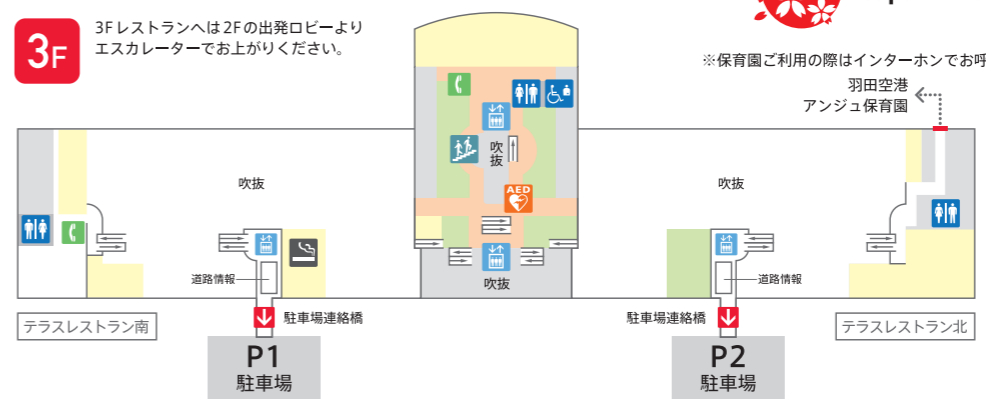 3F
3Fレストランへは2Fの出発ロビーより
エスカレーターでお上がりください。
※保育園ご利用の際はインターホンでお呼
羽田空港
アンジュ保育園
吹抜
吹抜
AED
吹抜
吹抜
道路情報
道路情報
駐車場連絡橋
駐車場連絡橋
テラスレストラン南
テラスレストラン北
P1
駐車場
P2
駐車場